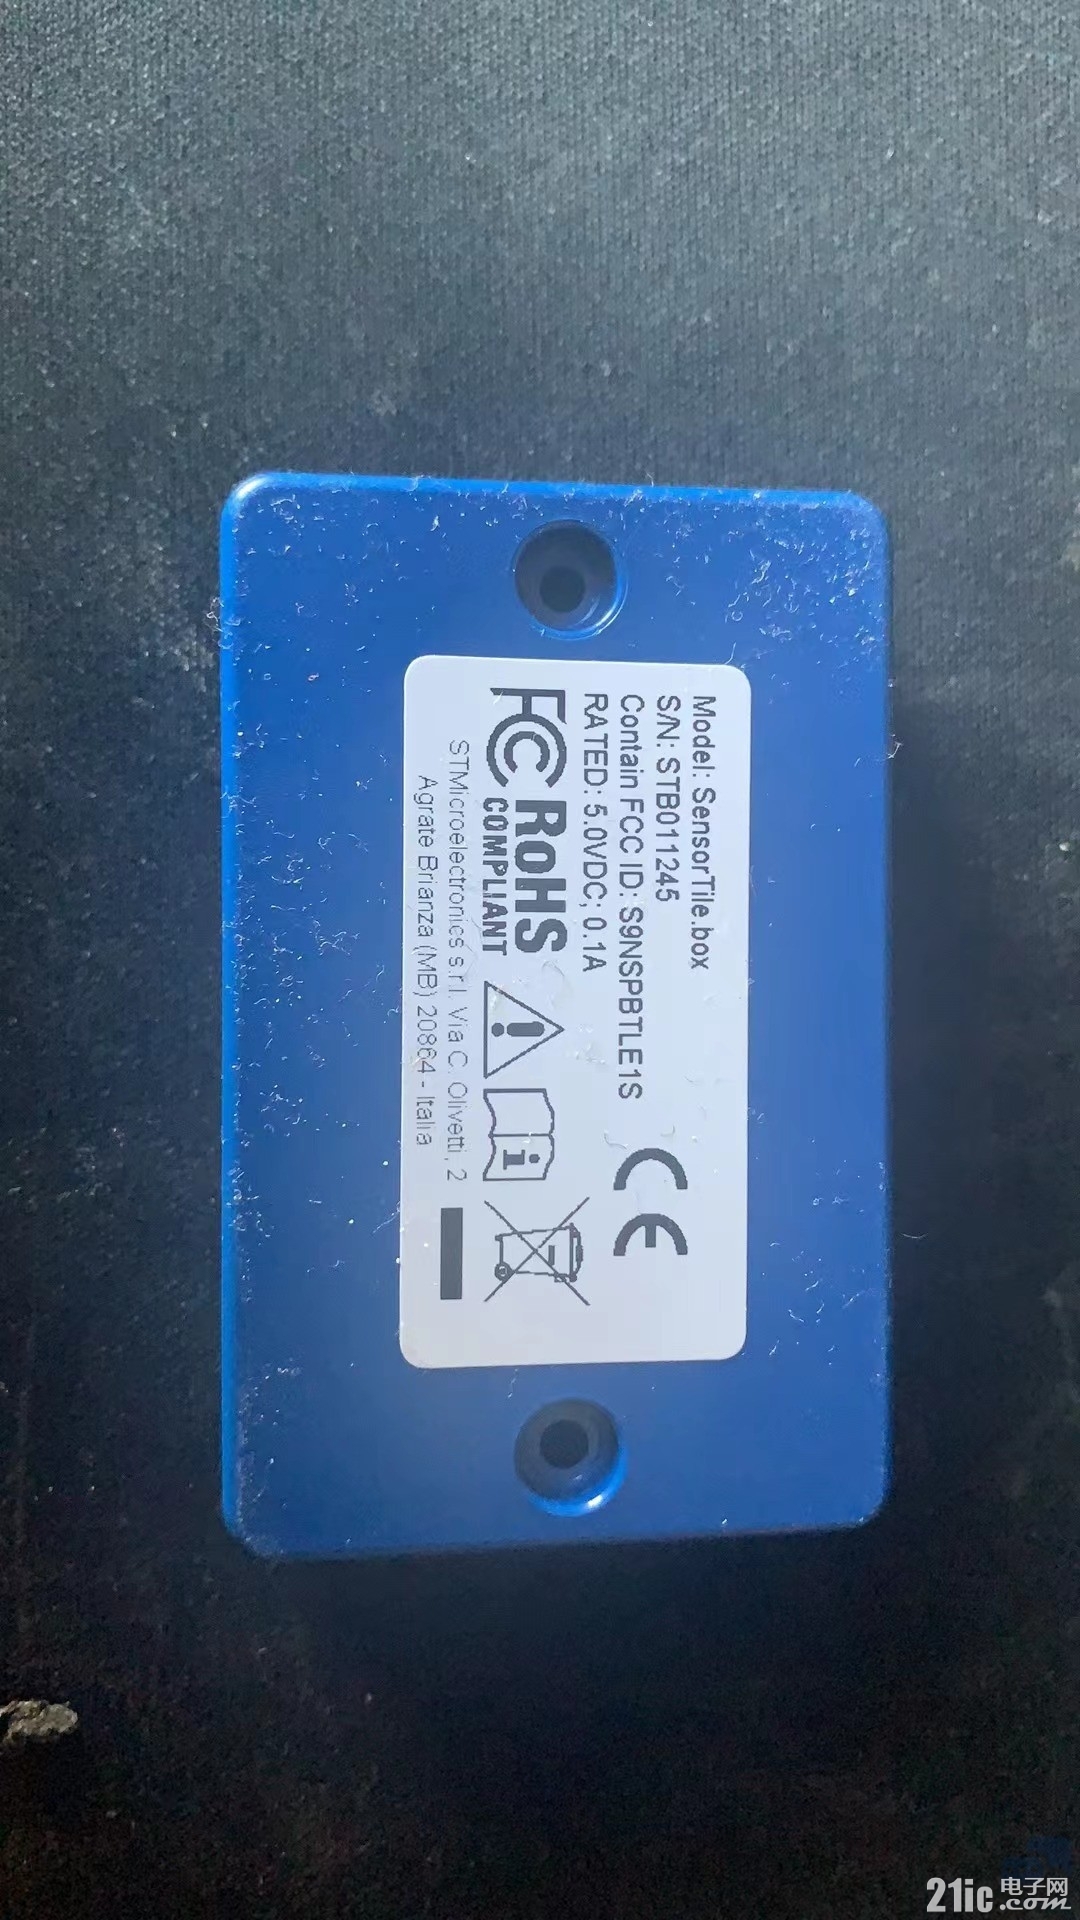 Model: SensorTile.box
S/N: STB011245
Contain FCC ID: S9NSPBTLE1S
RATED: 5.0VDC; 0.1A
CE
FC RoHS
COMPLIANT
i
STMicroelectronics s.r.l. Via C. Olivetti, 2
Agrate Brianza (MB) 20864 - Italia
21ic 电子网
.com